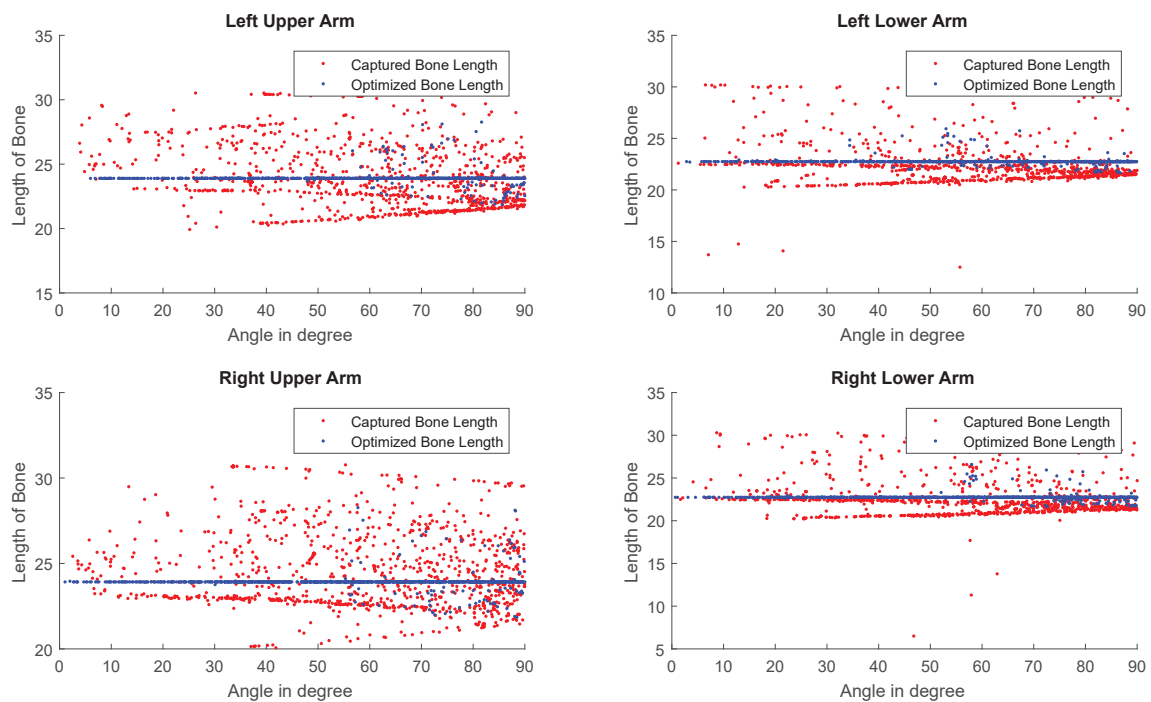 Left Upper Arm
35
30
25
20
15
0 10 20 30 40 50 60 70 80 90
Length of Bone
Angle in degree
Captured Bone Length
Optimized Bone Length
Left Lower Arm
35
30
25
20
15
10
0 10 20 30 40 50 60 70 80 90
Length of Bone
Angle in degree
Captured Bone Length
Optimized Bone Length
Right Upper Arm
35
30
25
20
0 10 20 30 40 50 60 70 80 90
Length of Bone
Angle in degree
Captured Bone Length
Optimized Bone Length
Right Lower Arm
35
30
25
20
15
10
5
0 10 20 30 40 50 60 70 80 90
Length of Bone
Angle in degree
Captured Bone Length
Optimized Bone Length